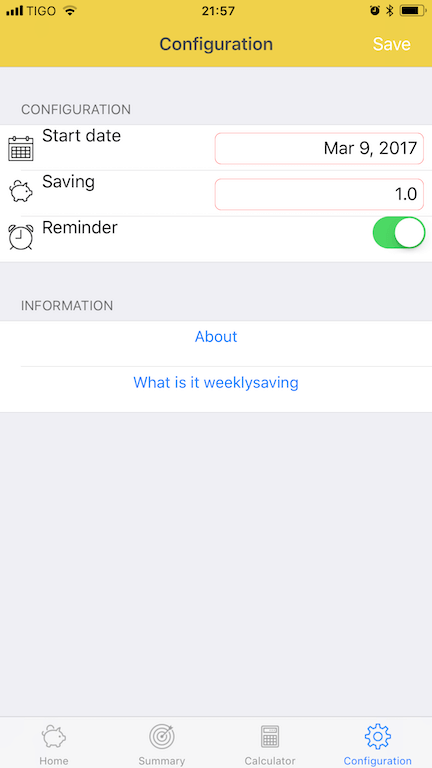 TIGO 21:57
Configuration Save
CONFIGURATION
Start date Mar 9, 2017
Saving 1.0
Reminder
INFORMATION
About
What is it weeklysaving
Home Summary Calculator Configuration